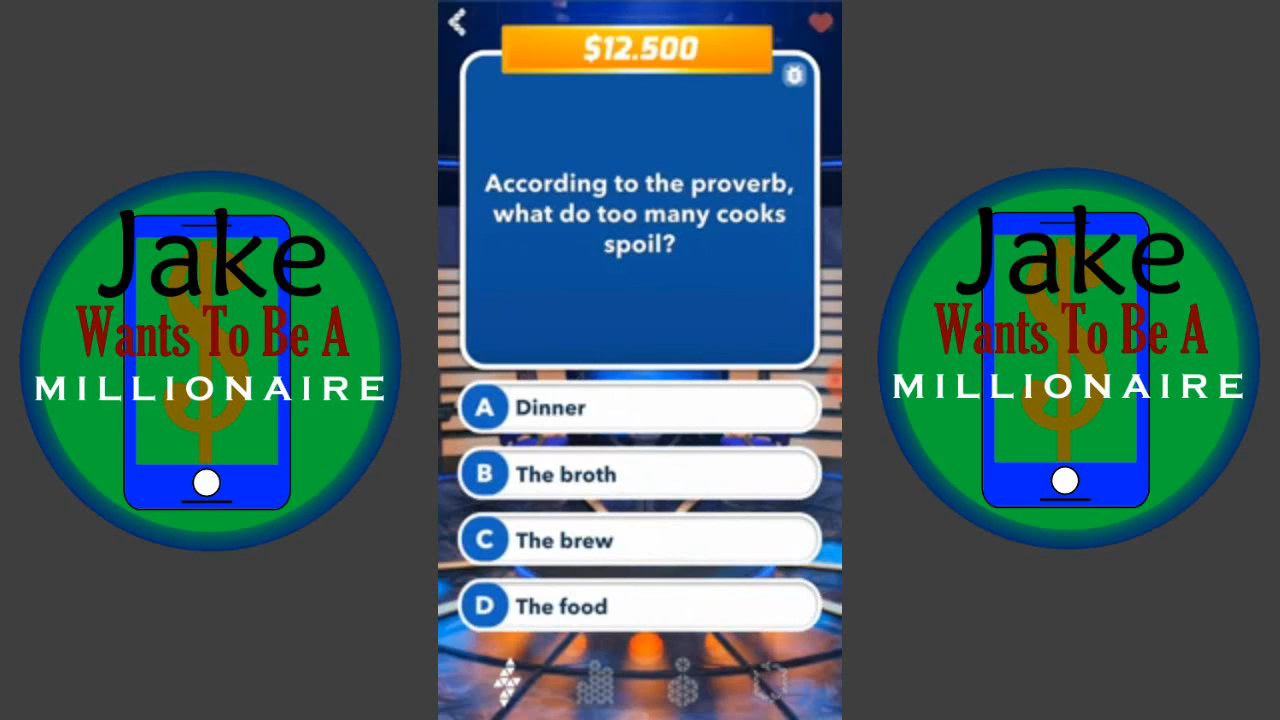 $12.500
According to the proverb,
what do too many cooks
spoil?
A Dinner
B The broth
C The brew
D The food
Jake
Wants To Be A
MILLIONAIRE
Jake
Wants To Be A
MILLIONAIRE